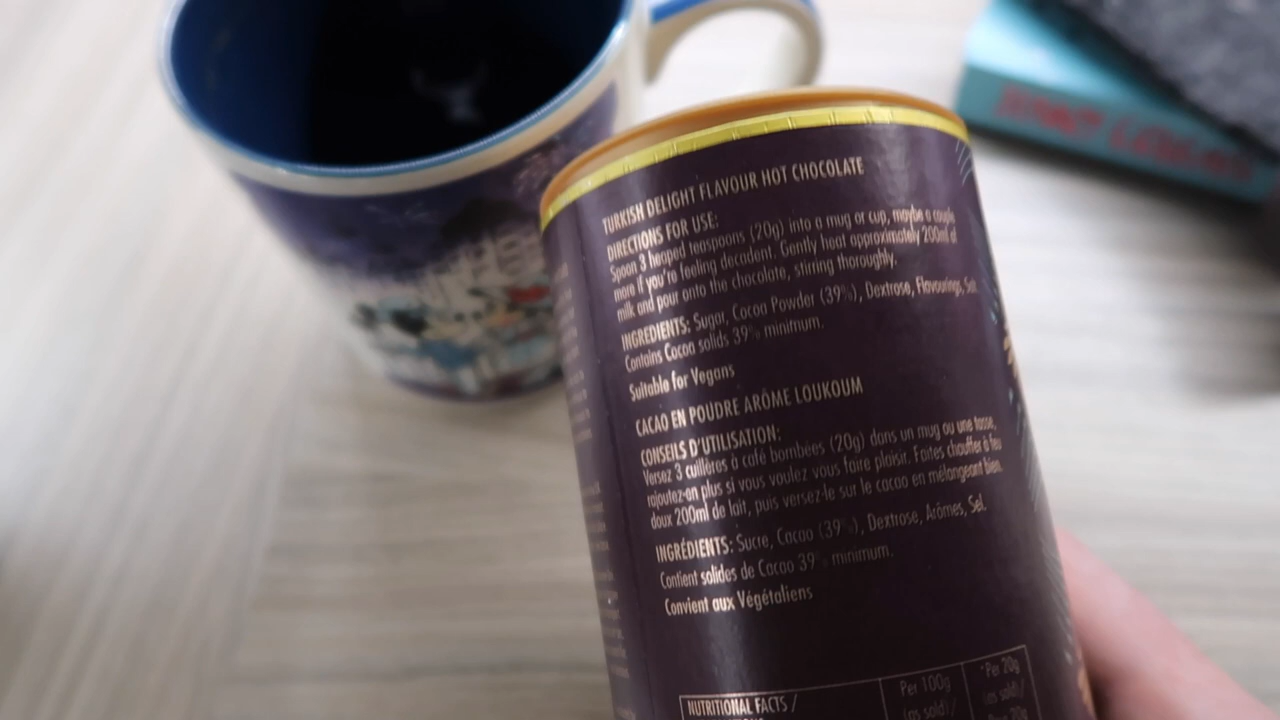 TURKISH DELIGHT FLAVOUR HOT CHOCOLATE
DIRECTIONS FOR USE:
Spoon 3 heaped teaspoons (20g) into a mug or cup, maybe a couple
more if you're feeling decadent. Gently heat approximately 200ml of
milk and pour onto the chocolate, stirring thoroughly.
INGREDIENTS: Sugar, Cocoa Powder (39%), Dextrose, Flavourings, Salt.
Contains Cocoa solids 39% minimum.
Suitable for Vegans
CACAO EN POUDRE ARÔME LOUKOUM
CONSEILS D'UTILISATION:
Versez 3 cuillères à café bombées (20g) dans un mug ou une tasse,
rajoutez-en plus si vous voulez vous faire plaisir. Faites chauffer à feu
doux 200ml de lait, puis versez-le sur le cacao en mélangeant bien.
INGRÉDIENTS: Sucre, Cacao (39%), Dextrose, Arômes, Sel.
Contient solides de Cacao 39% minimum.
Convient aux Végétaliens
NUTRITIONAL FACTS /
Per 100g
(as sold)/
*Per 20g
(as sold)/